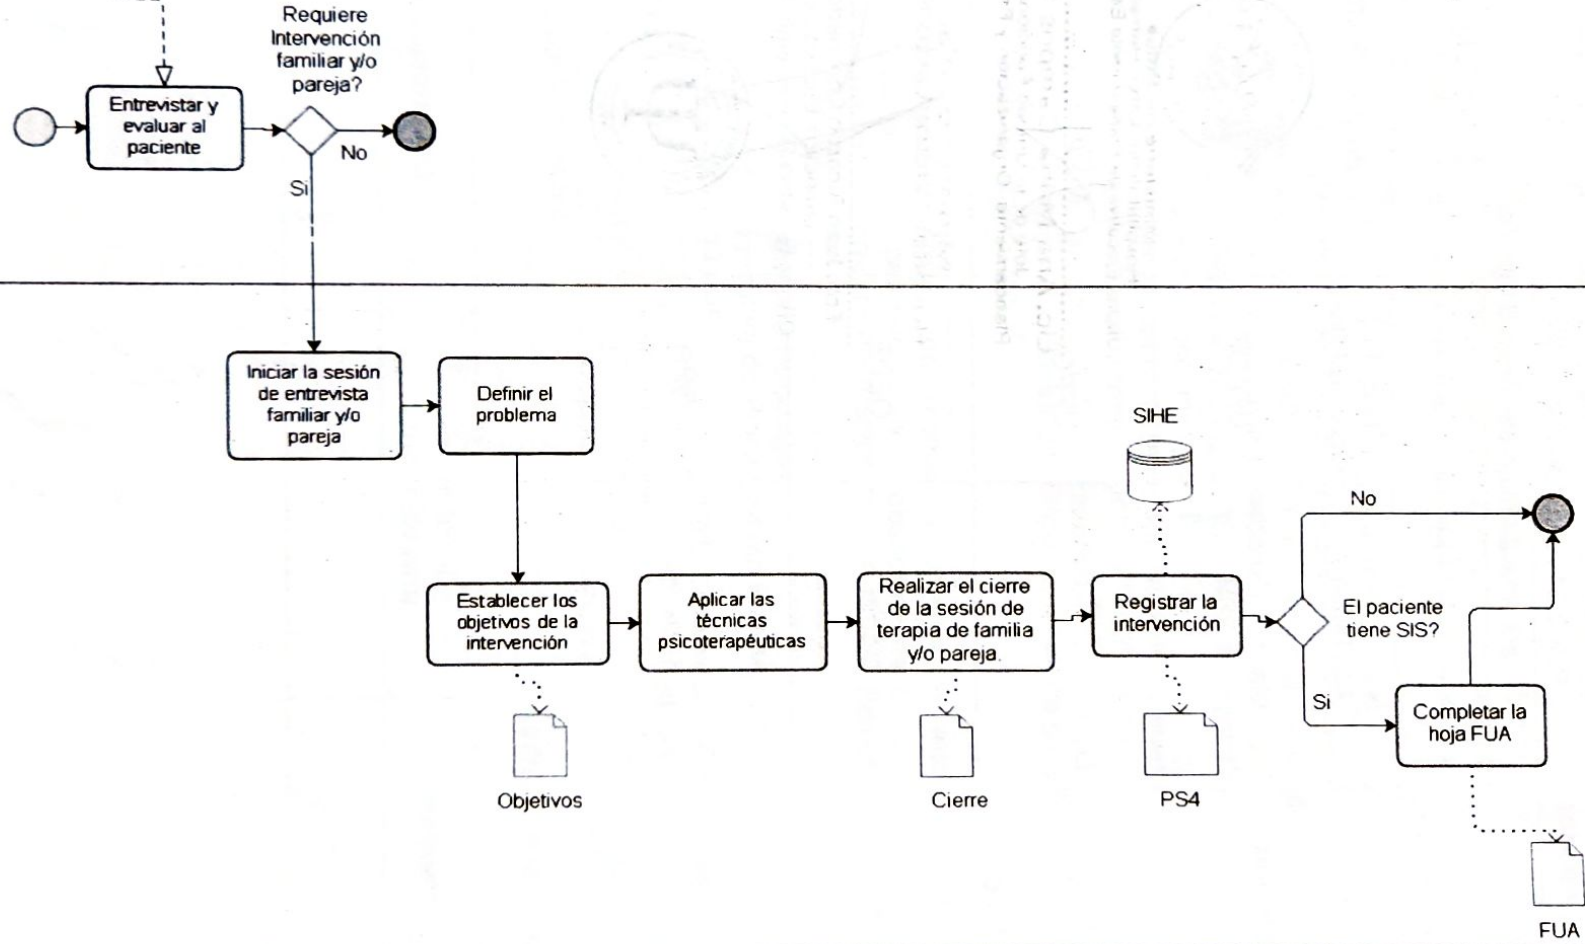 Requiere
Intervención
familiar y/o
pareja?
Entrevistar y
evaluar al
paciente
No
Si
Iniciar la sesión
de entrevista
familiar y/o
pareja
Definir el
problema
SIHE
No
Establecer los
objetivos de la
intervención
Aplicar las
técnicas
psicoterapéuticas
Realizar el cierre
de la sesión de
terapia de familia
y/o pareja.
Registrar la
intervención
El paciente
tiene SIS?
Si
Completar la
hoja FUA
Objetivos
Cierre
PS4
FUA